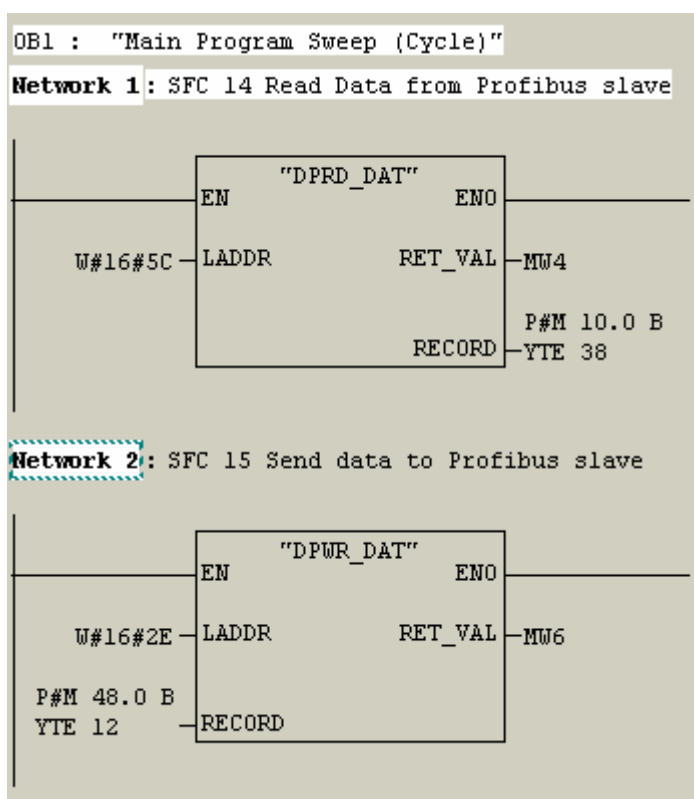 OB1 : "Main Program Sweep (Cycle)"
Network 1: SFC 14 Read Data from Profibus slave
"DPRD_DAT"
EN ENO
W#16#5C LADDR RET_VAL MW4
P#M 10.0 B
RECORD YTE 38
Network 2: SFC 15 Send data to Profibus slave
"DPWR_DAT"
EN ENO
W#16#2E LADDR RET_VAL MW6
P#M 48.0 B
YTE 12 RECORD